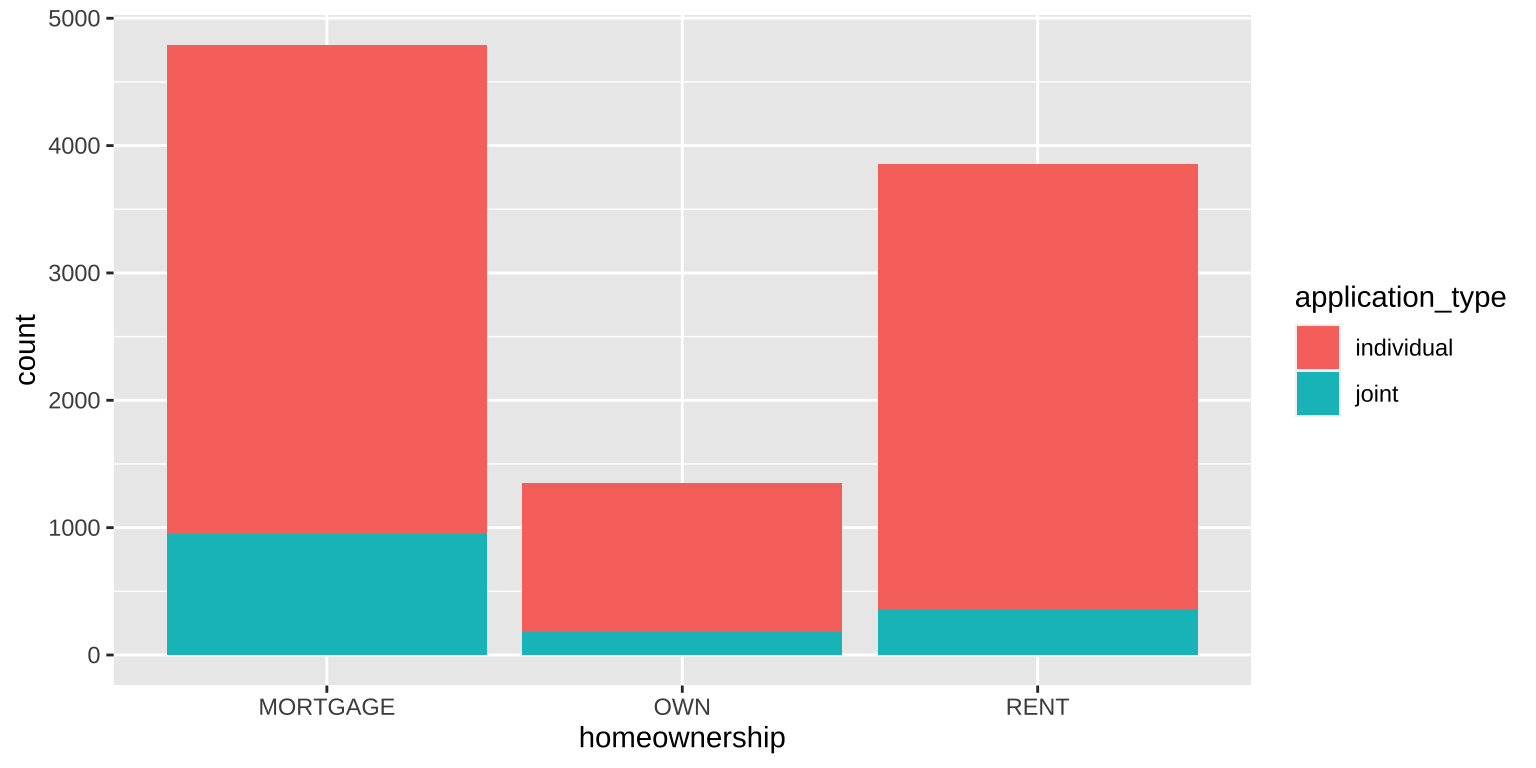 5000
4000
3000
2000
1000
0
count
MORTGAGE
OWN
RENT
homeownership
application_type
individual
joint